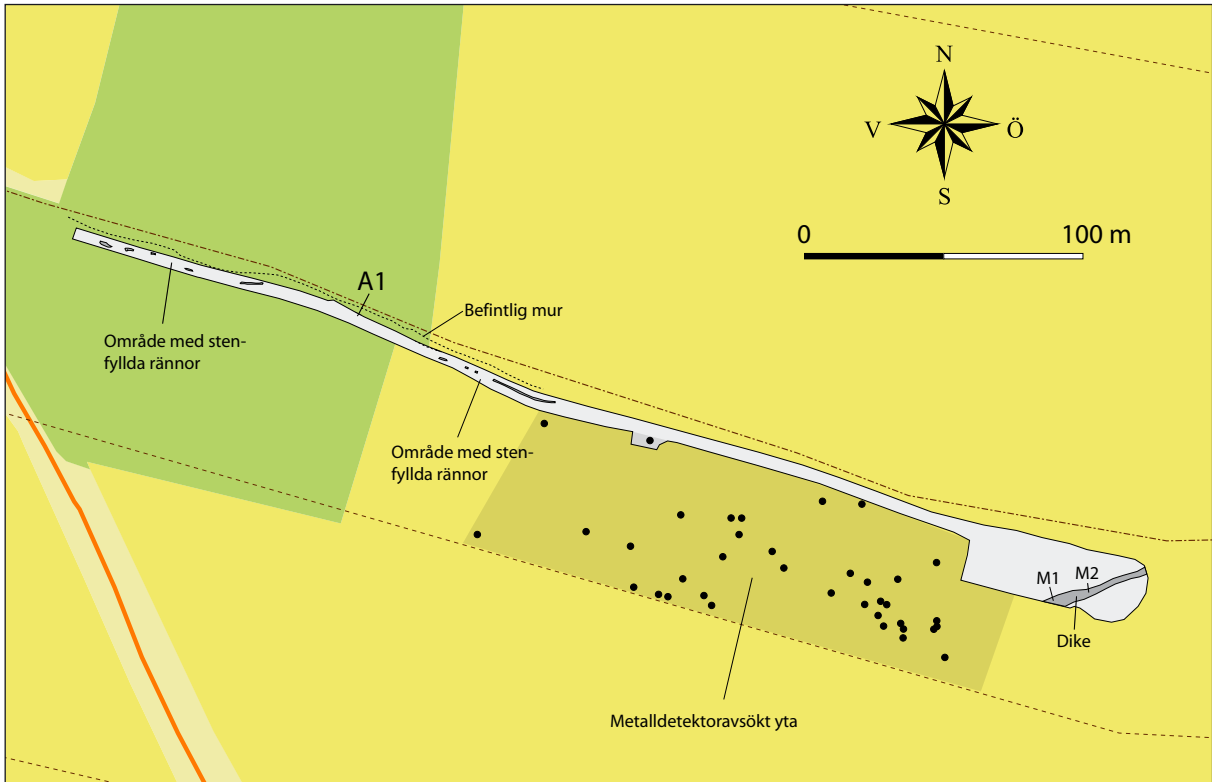 N
V
Ö
S
0
100 m
A1
Befintlig mur
Område med sten-
fyllda rännor
Område med sten-
fyllda rännor
M1
M2
Dike
Metalldetektoravsökt yta